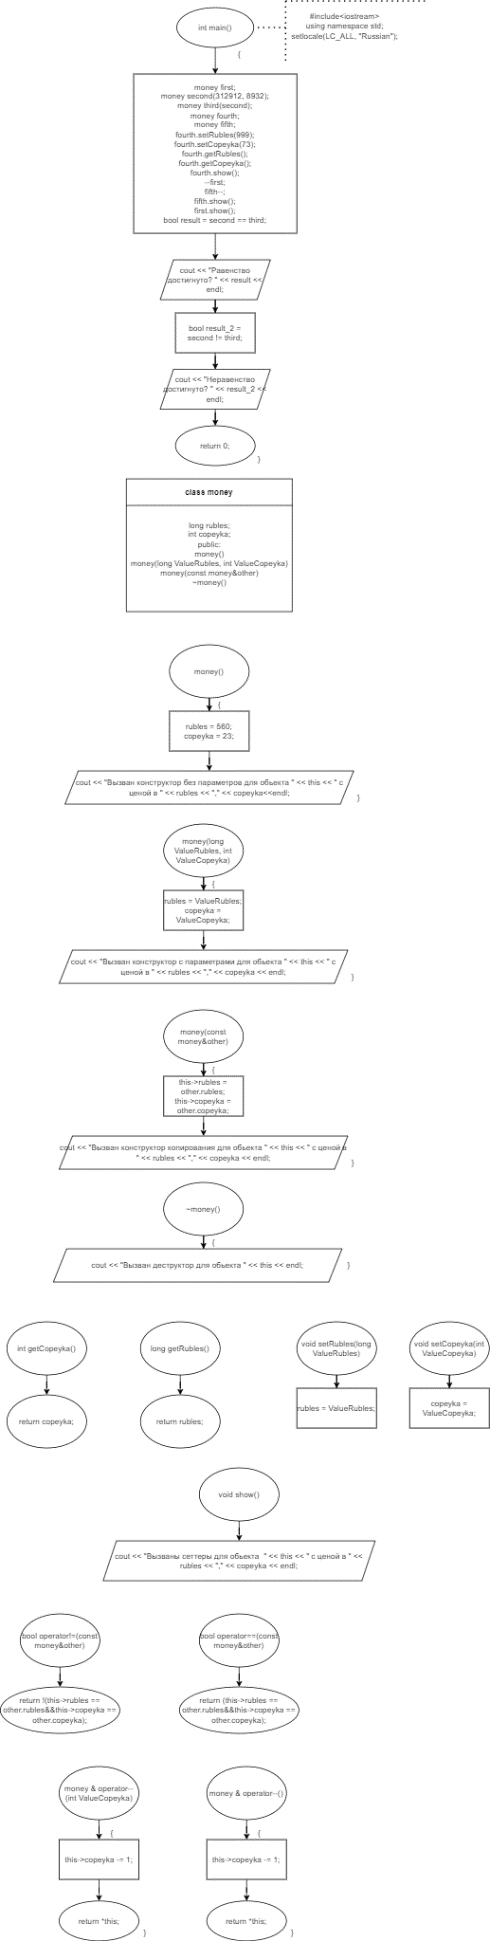 int main()
#include<iostream>
using namespace std;
setlocale(LC_ALL, "Russian");
{
money first;
money second(312912, 8932);
money third(second);
money fourth;
money fifth;
fourth.setRubles(999);
fourth.setCopeyka(73);
fourth.getRubles();
fourth.getCopeyka();
fourth.show();
--first;
fifth--;
fifth.show();
first.show();
bool result = second == third;
cout << "Равенство
достигнуто? " << result <<
endl;
bool result_2 =
second != third;
cout << "Неравенство
достигнуто? " << result_2 <<
endl;
return 0;
}
class money
long rubles;
int copeyka;
public:
money()
money(long ValueRubles, int ValueCopeyka)
money(const money&other)
~money()
money()
{
rubles = 560;
copeyka = 23;
cout << "Вызван конструктор без параметров для обьекта " << this << " с
ценой в " << rubles << "," << copeyka<<endl;
}
money(long
ValueRubles, int
ValueCopeyka)
{
rubles = ValueRubles;
copeyka =
ValueCopeyka;
cout << "Вызван конструктор с параметрами для обьекта " << this << " с
ценой в " << rubles << "," << copeyka << endl;
}
money(const
money&other)
{
this->rubles =
other.rubles;
this->copeyka =
other.copeyka;
cout << "Вызван конструктор копирования для обьекта " << this << " с ценой в
" << rubles << "," << copeyka << endl;
}
~money()
{
cout << "Вызван деструктор для обьекта " << this << endl;
}
int getCopeyka()
return copeyka;
long getRubles()
return rubles;
void setRubles(long
ValueRubles)
rubles = ValueRubles;
void setCopeyka(int
ValueCopeyka)
copeyka =
ValueCopeyka;
void show()
cout << "Вызваны сеттеры для обьекта  " << this << " с ценой в " <<
rubles << "," << copeyka << endl;
bool operator!=(const
money&other)
return !(this->rubles ==
other.rubles&&this->copeyka ==
other.copeyka);
bool operator==(const
money&other)
return (this->rubles ==
other.rubles&&this->copeyka ==
other.copeyka);
money & operator--
(int ValueCopeyka)
{
this->copeyka -= 1;
return *this;
}
money & operator--()
{
this->copeyka -= 1;
return *this;
}